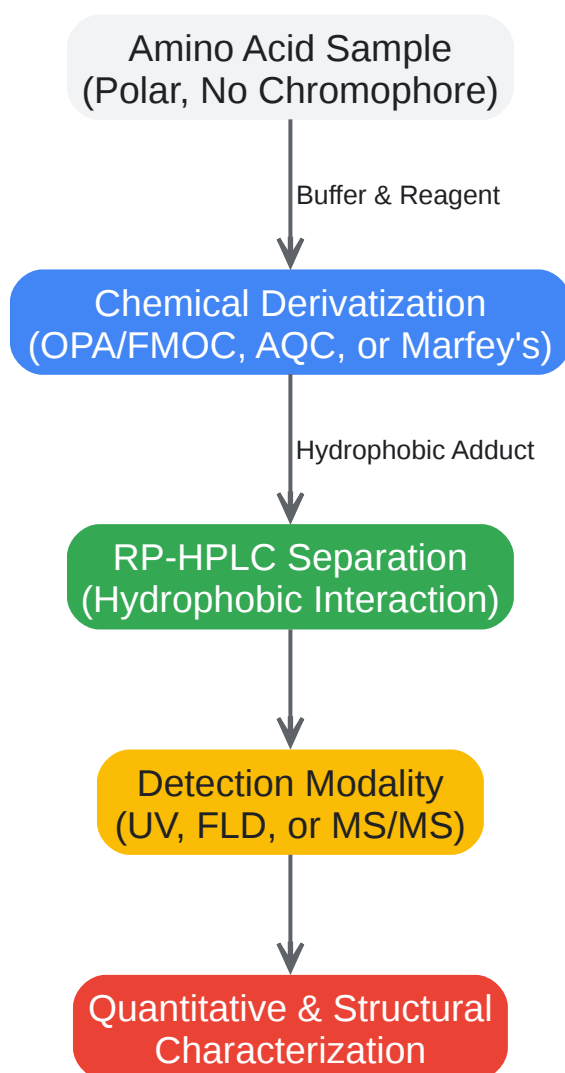 Amino Acid Sample
(Polar, No Chromophore)
Buffer & Reagent
Chemical Derivatization
(OPA/FMOC, AQC, or Marfey's)
Hydrophobic Adduct
RP-HPLC Separation
(Hydrophobic Interaction)
Detection Modality
(UV, FLD, or MS/MS)
Quantitative & Structural
Characterization